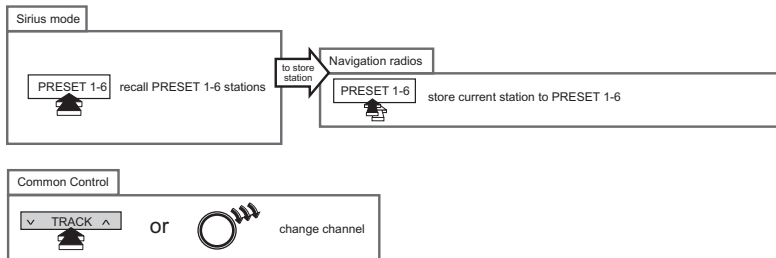 Sirius mode
PRESET 1-6 recall PRESET 1-6 stations
to store
station
Navigation radios
PRESET 1-6 store current station to PRESET 1-6
Common Control
TRACK or change channel